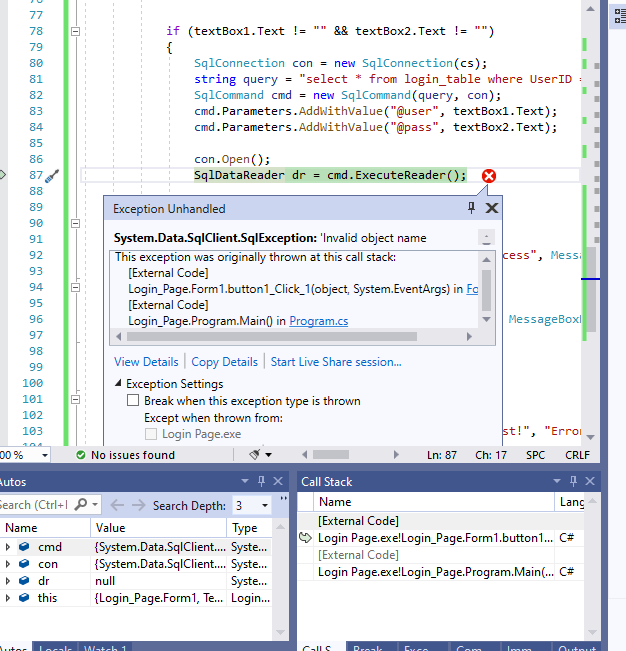 77
78 if (textBox1.Text != "" && textBox2.Text != "")
79 {
80 SqlConnection con = new SqlConnection(cs);
81 string query = "select * from login_table where UserID =
82 SqlCommand cmd = new SqlCommand(query, con);
83 cmd.Parameters.AddWithValue("@user", textBox1.Text);
84 cmd.Parameters.AddWithValue("@pass", textBox2.Text);
85
86 con.Open();
87 SqlDataReader dr = cmd.ExecuteReader();
88
89
90
91
92 cess", Messa
93
94
95
96 MessageBoxB
97
98
99
100
101
102
103 st!", "Erro
Exception Unhandled
System.Data.SqlClient.SqlException: 'Invalid object name
This exception was originally thrown at this call stack:
[External Code]
Login_Page.Form1.button1_Click_1(object, System.EventArgs) in Fo
[External Code]
Login_Page.Program.Main() in Program.cs
View Details | Copy Details | Start Live Share session...
Exception Settings
Break when this exception type is thrown
Except when thrown from:
Login Page.exe
00 % No issues found Ln: 87 Ch: 17 SPC CRLF
Autos
Search (Ctrl+ Search Depth: 3
Name Value Type
cmd {System.Data.SqlClient.... Syste...
con {System.Data.SqlClient.... Syste...
dr null Syste...
this {Login_Page.Form1, Te... Login...
Autos Locals Watch 1
Call Stack
Name Lang
[External Code]
Login Page.exe!Login_Page.Form1.button1... C#
[External Code]
Login Page.exe!Login_Page.Program.Main(... C#
Call S... Break... Exce... Com... Imm... Output